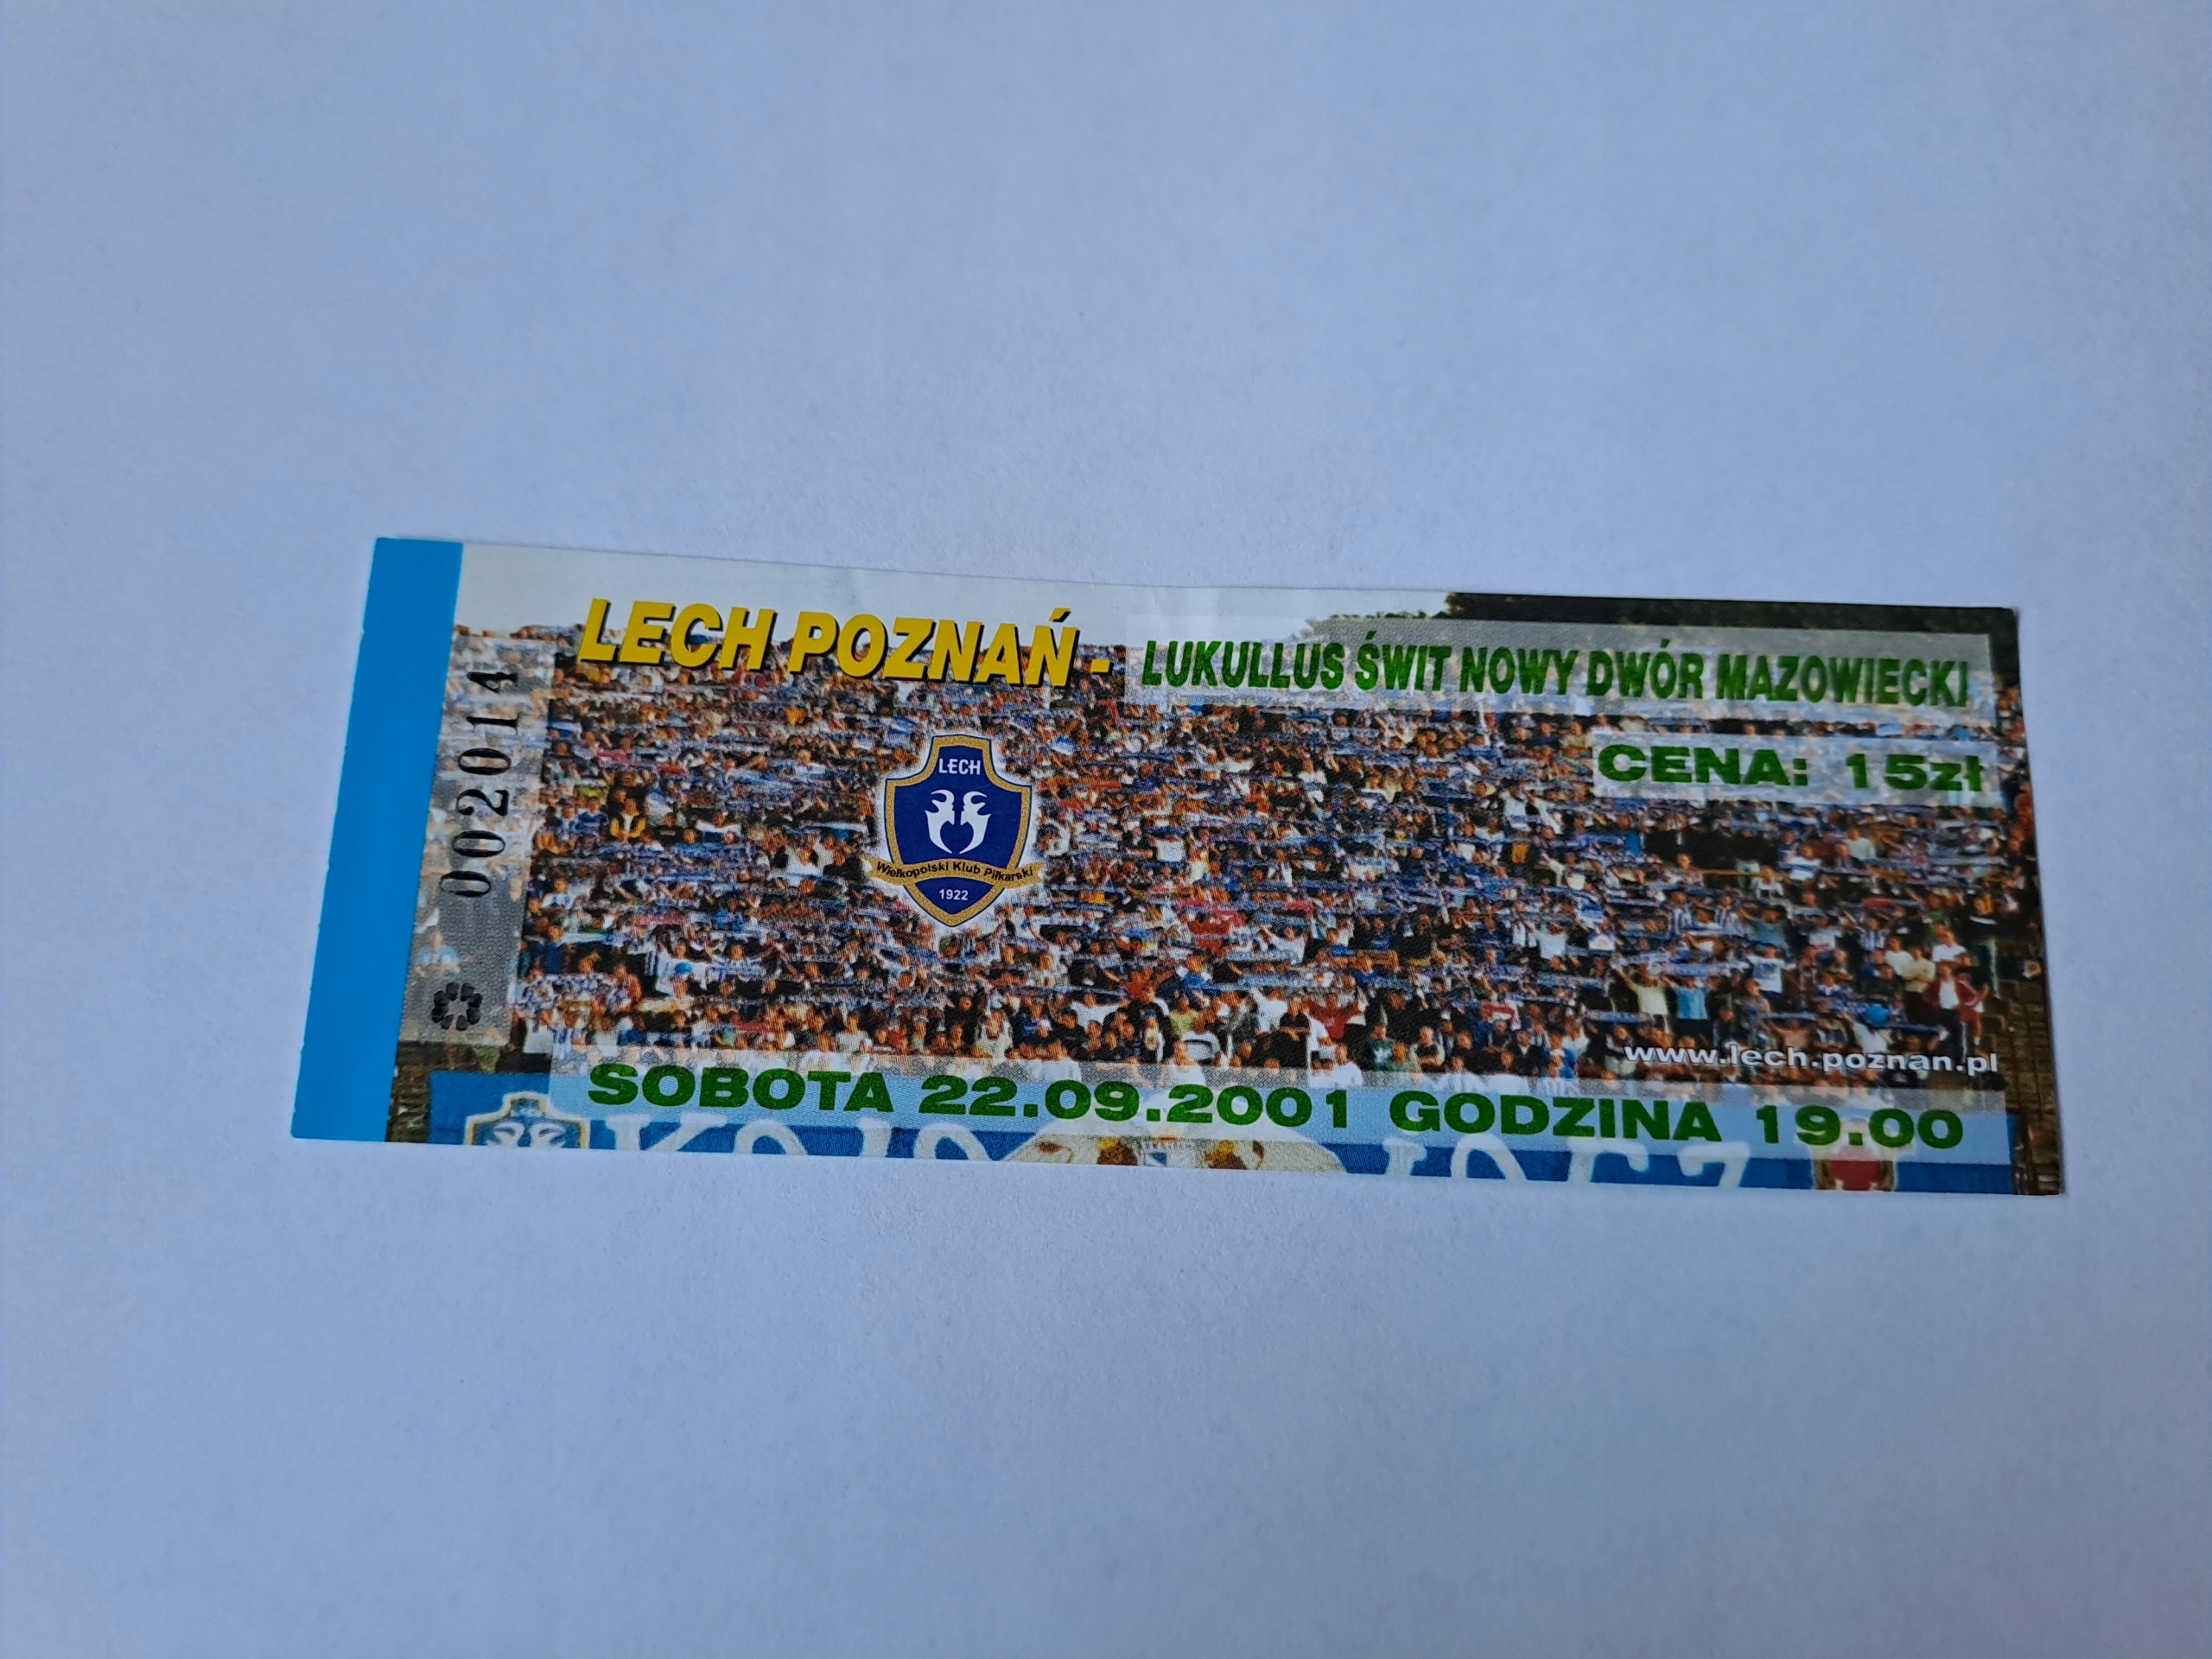 LECH POZNAŃ - LUKULLUS ŚWIT NOWY DWÓR MAZOWIECKI
CENA: 15zł
002014
LECH
Wielkopolski Klub Piłkarski
1922
www.lech.poznan.pl
SOBOTA 22.09.2001 GODZINA 19.00